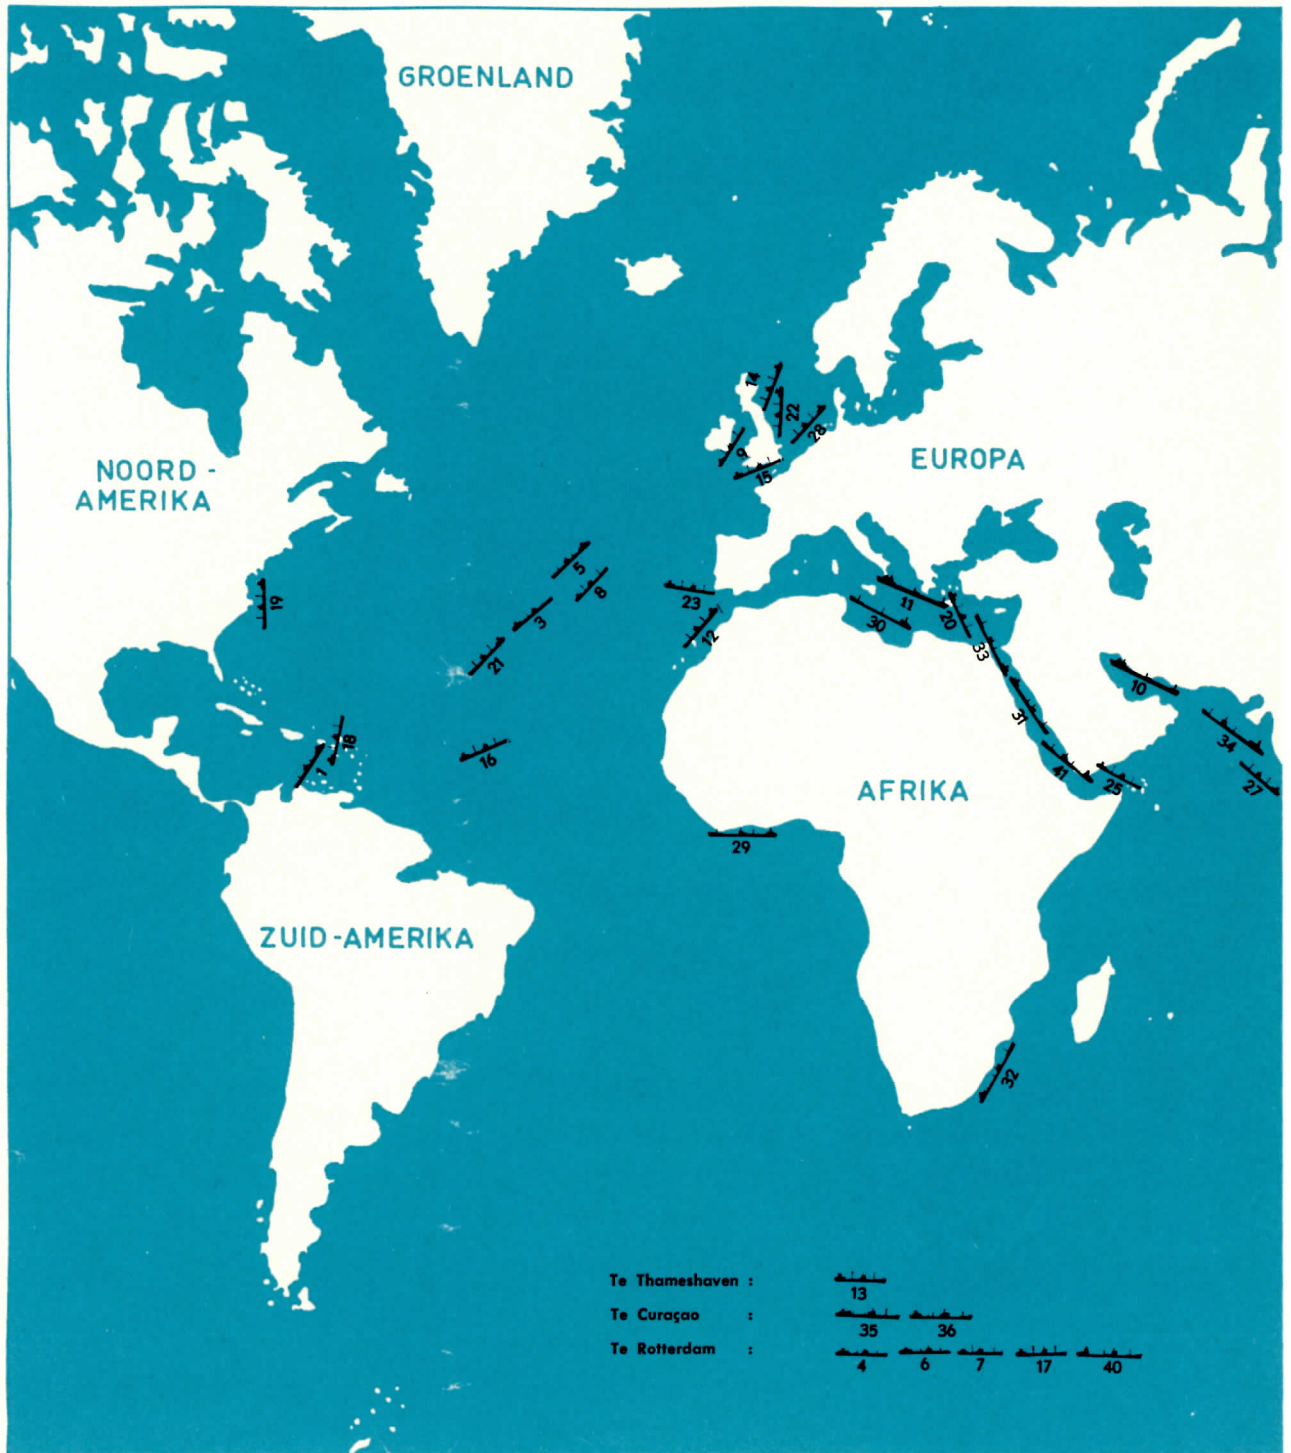 GROENLAND
NOORD -
AMERIKA
EUROPA
AFRIKA
ZUID-AMERIKA
14
22
28
9
15
5
8
3
21
19
23
12
11
20
30
33
10
31
34
41
25
27
18
1
16
29
32
Te Thameshaven :
13
Te Curaçao :
35 36
Te Rotterdam :
4 6 7 17 40